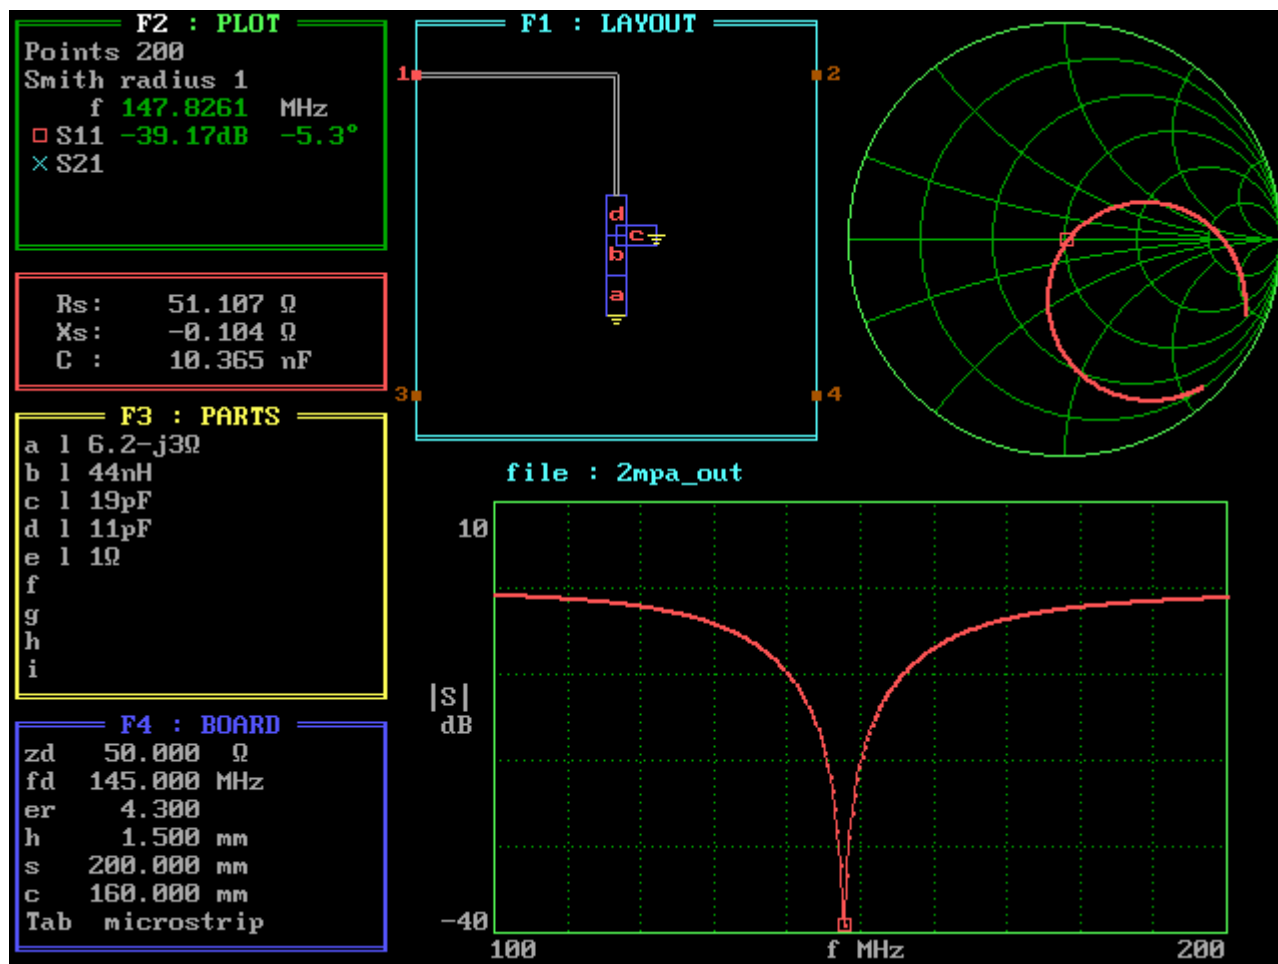 F2 : PLOT
Points 200
Smith radius 1
f 147.8261 MHz
S11 -39.17dB -5.3°
S21
Rs: 51.107 Ω
Xs: -0.104 Ω
C : 10.365 nF
F3 : PARTS
a l 6.2-j3Ω
b l 44nH
c l 19pF
d l 11pF
e l 1Ω
f
g
h
i
F4 : BOARD
zd 50.000 Ω
fd 145.000 MHz
er 4.300
h 1.500 mm
s 200.000 mm
c 160.000 mm
Tab microstrip
F1 : LAYOUT
1
2
d
c
b
a
3
4
file : 2mpa_out
10
|S|
dB
-40
100 f MHz 200